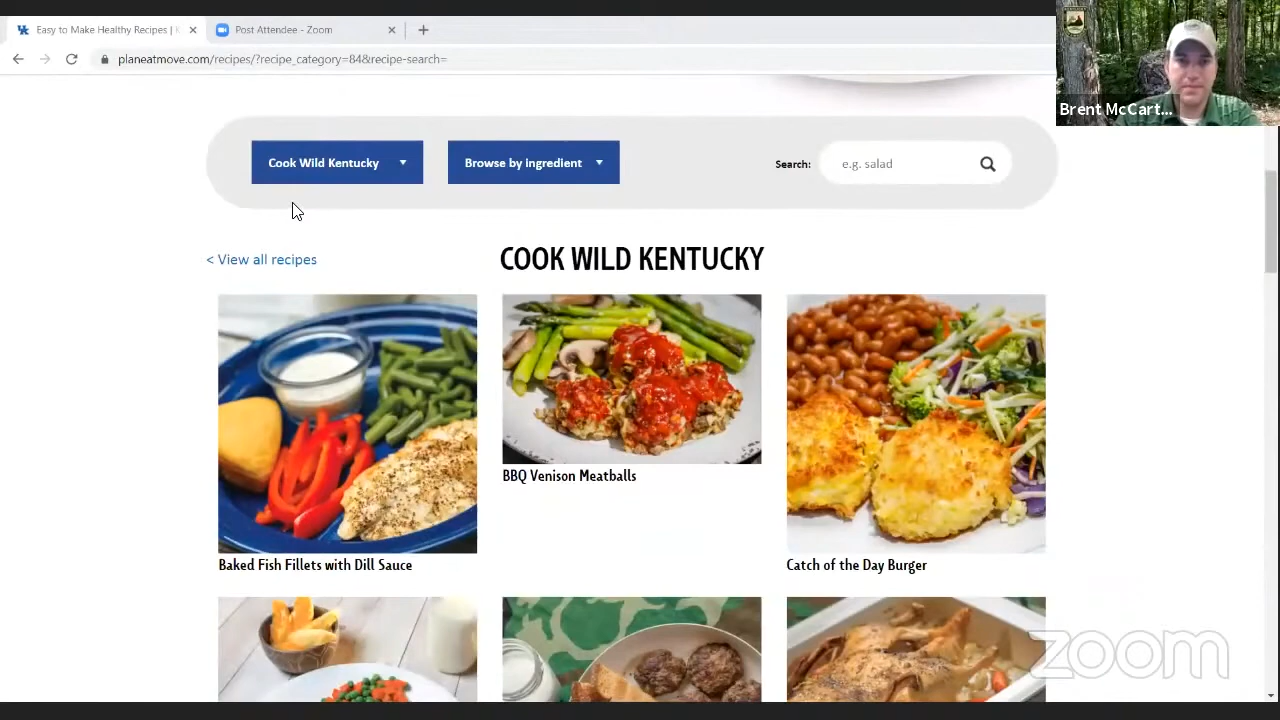 Easy to Make Healthy Recipes | K
Post Attendee - Zoom
planeatmove.com/recipes/?recipe_category=84&recipe-search=
Brent McCart...
Cook Wild Kentucky
Browse by ingredient
Search:
e.g. salad
< View all recipes
COOK WILD KENTUCKY
BBQ Venison Meatballs
Baked Fish Fillets with Dill Sauce
Catch of the Day Burger
zoom